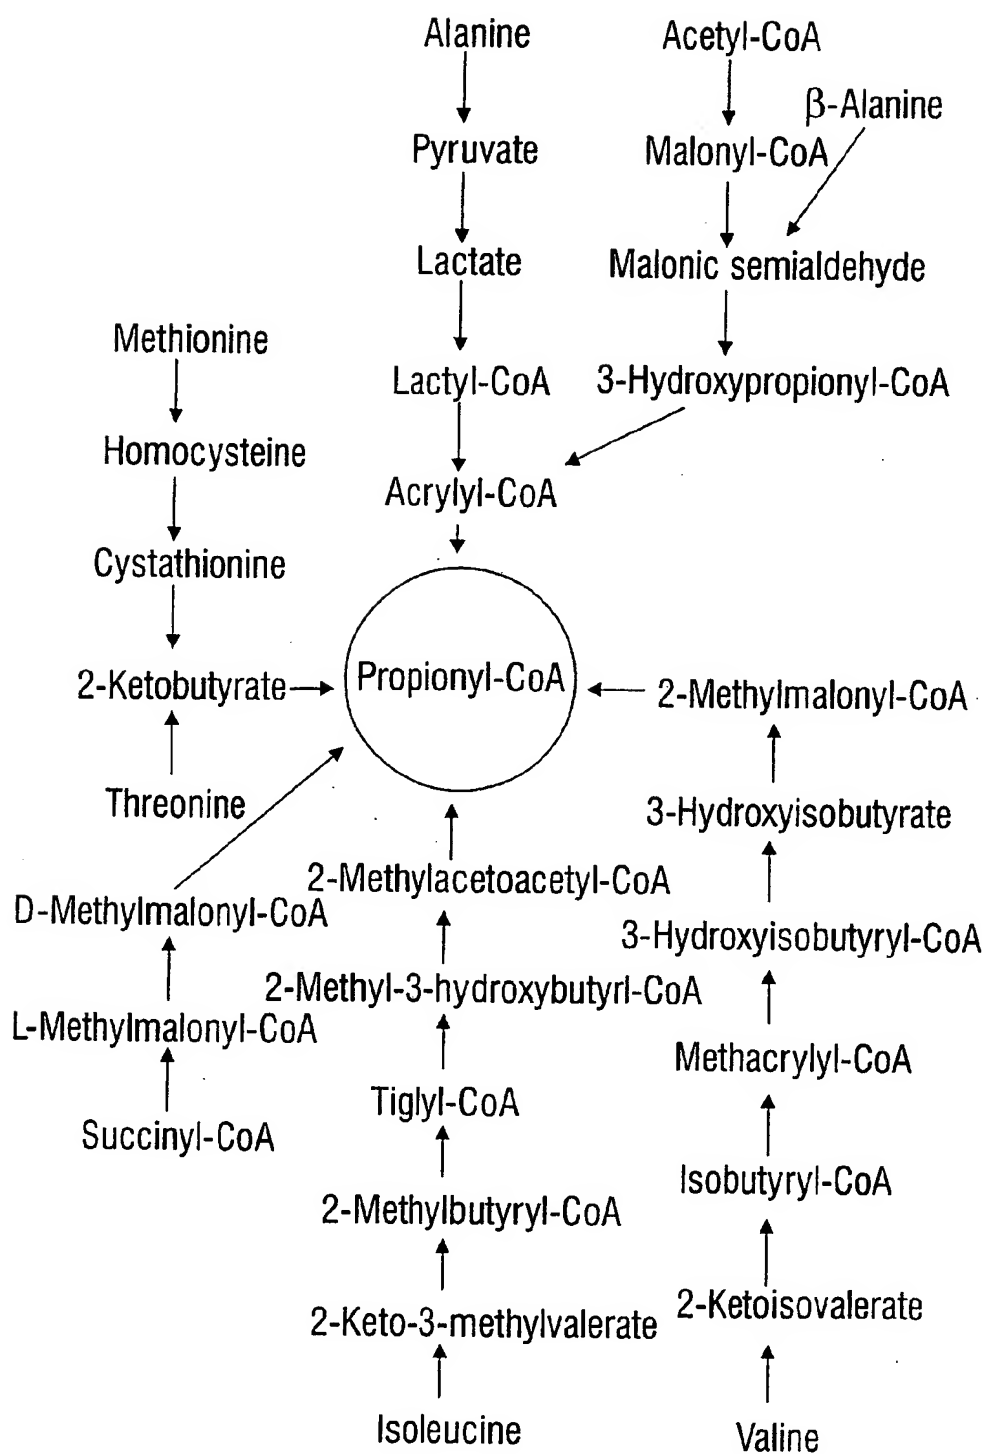 Alanine
Acetyl-CoA
β-Alanine
Pyruvate
Malonyl-CoA
Lactate
Malonic semialdehyde
Methionine
Lactyl-CoA
3-Hydroxypropionyl-CoA
Homocysteine
Acrylyl-CoA
Cystathionine
2-Ketobutyrate
Propionyl-CoA
2-Methylmalonyl-CoA
Threonine
3-Hydroxyisobutyrate
2-Methylacetoacetyl-CoA
D-Methylmalonyl-CoA
3-Hydroxyisobutyryl-CoA
2-Methyl-3-hydroxybutyrl-CoA
L-Methylmalonyl-CoA
Methacrylyl-CoA
Tiglyl-CoA
Succinyl-CoA
Isobutyryl-CoA
2-Methylbutyryl-CoA
2-Ketoisovalerate
2-Keto-3-methylvalerate
Isoleucine
Valine